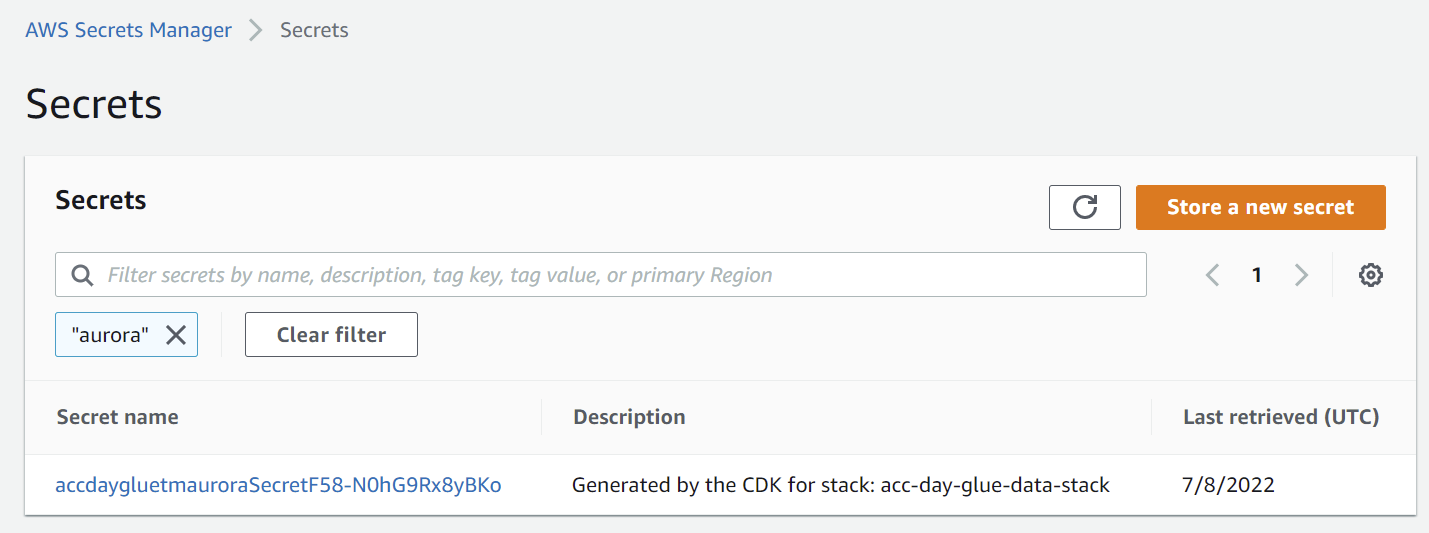 AWS Secrets Manager > Secrets
Secrets
Secrets
Store a new secret
Filter secrets by name, description, tag key, tag value, or primary Region
1
"aurora"
Clear filter
Secret name Description Last retrieved (UTC)
accdaygluetmauroraSecretF58-N0hG9Rx8yBKo Generated by the CDK for stack: acc-day-glue-data-stack 7/8/2022